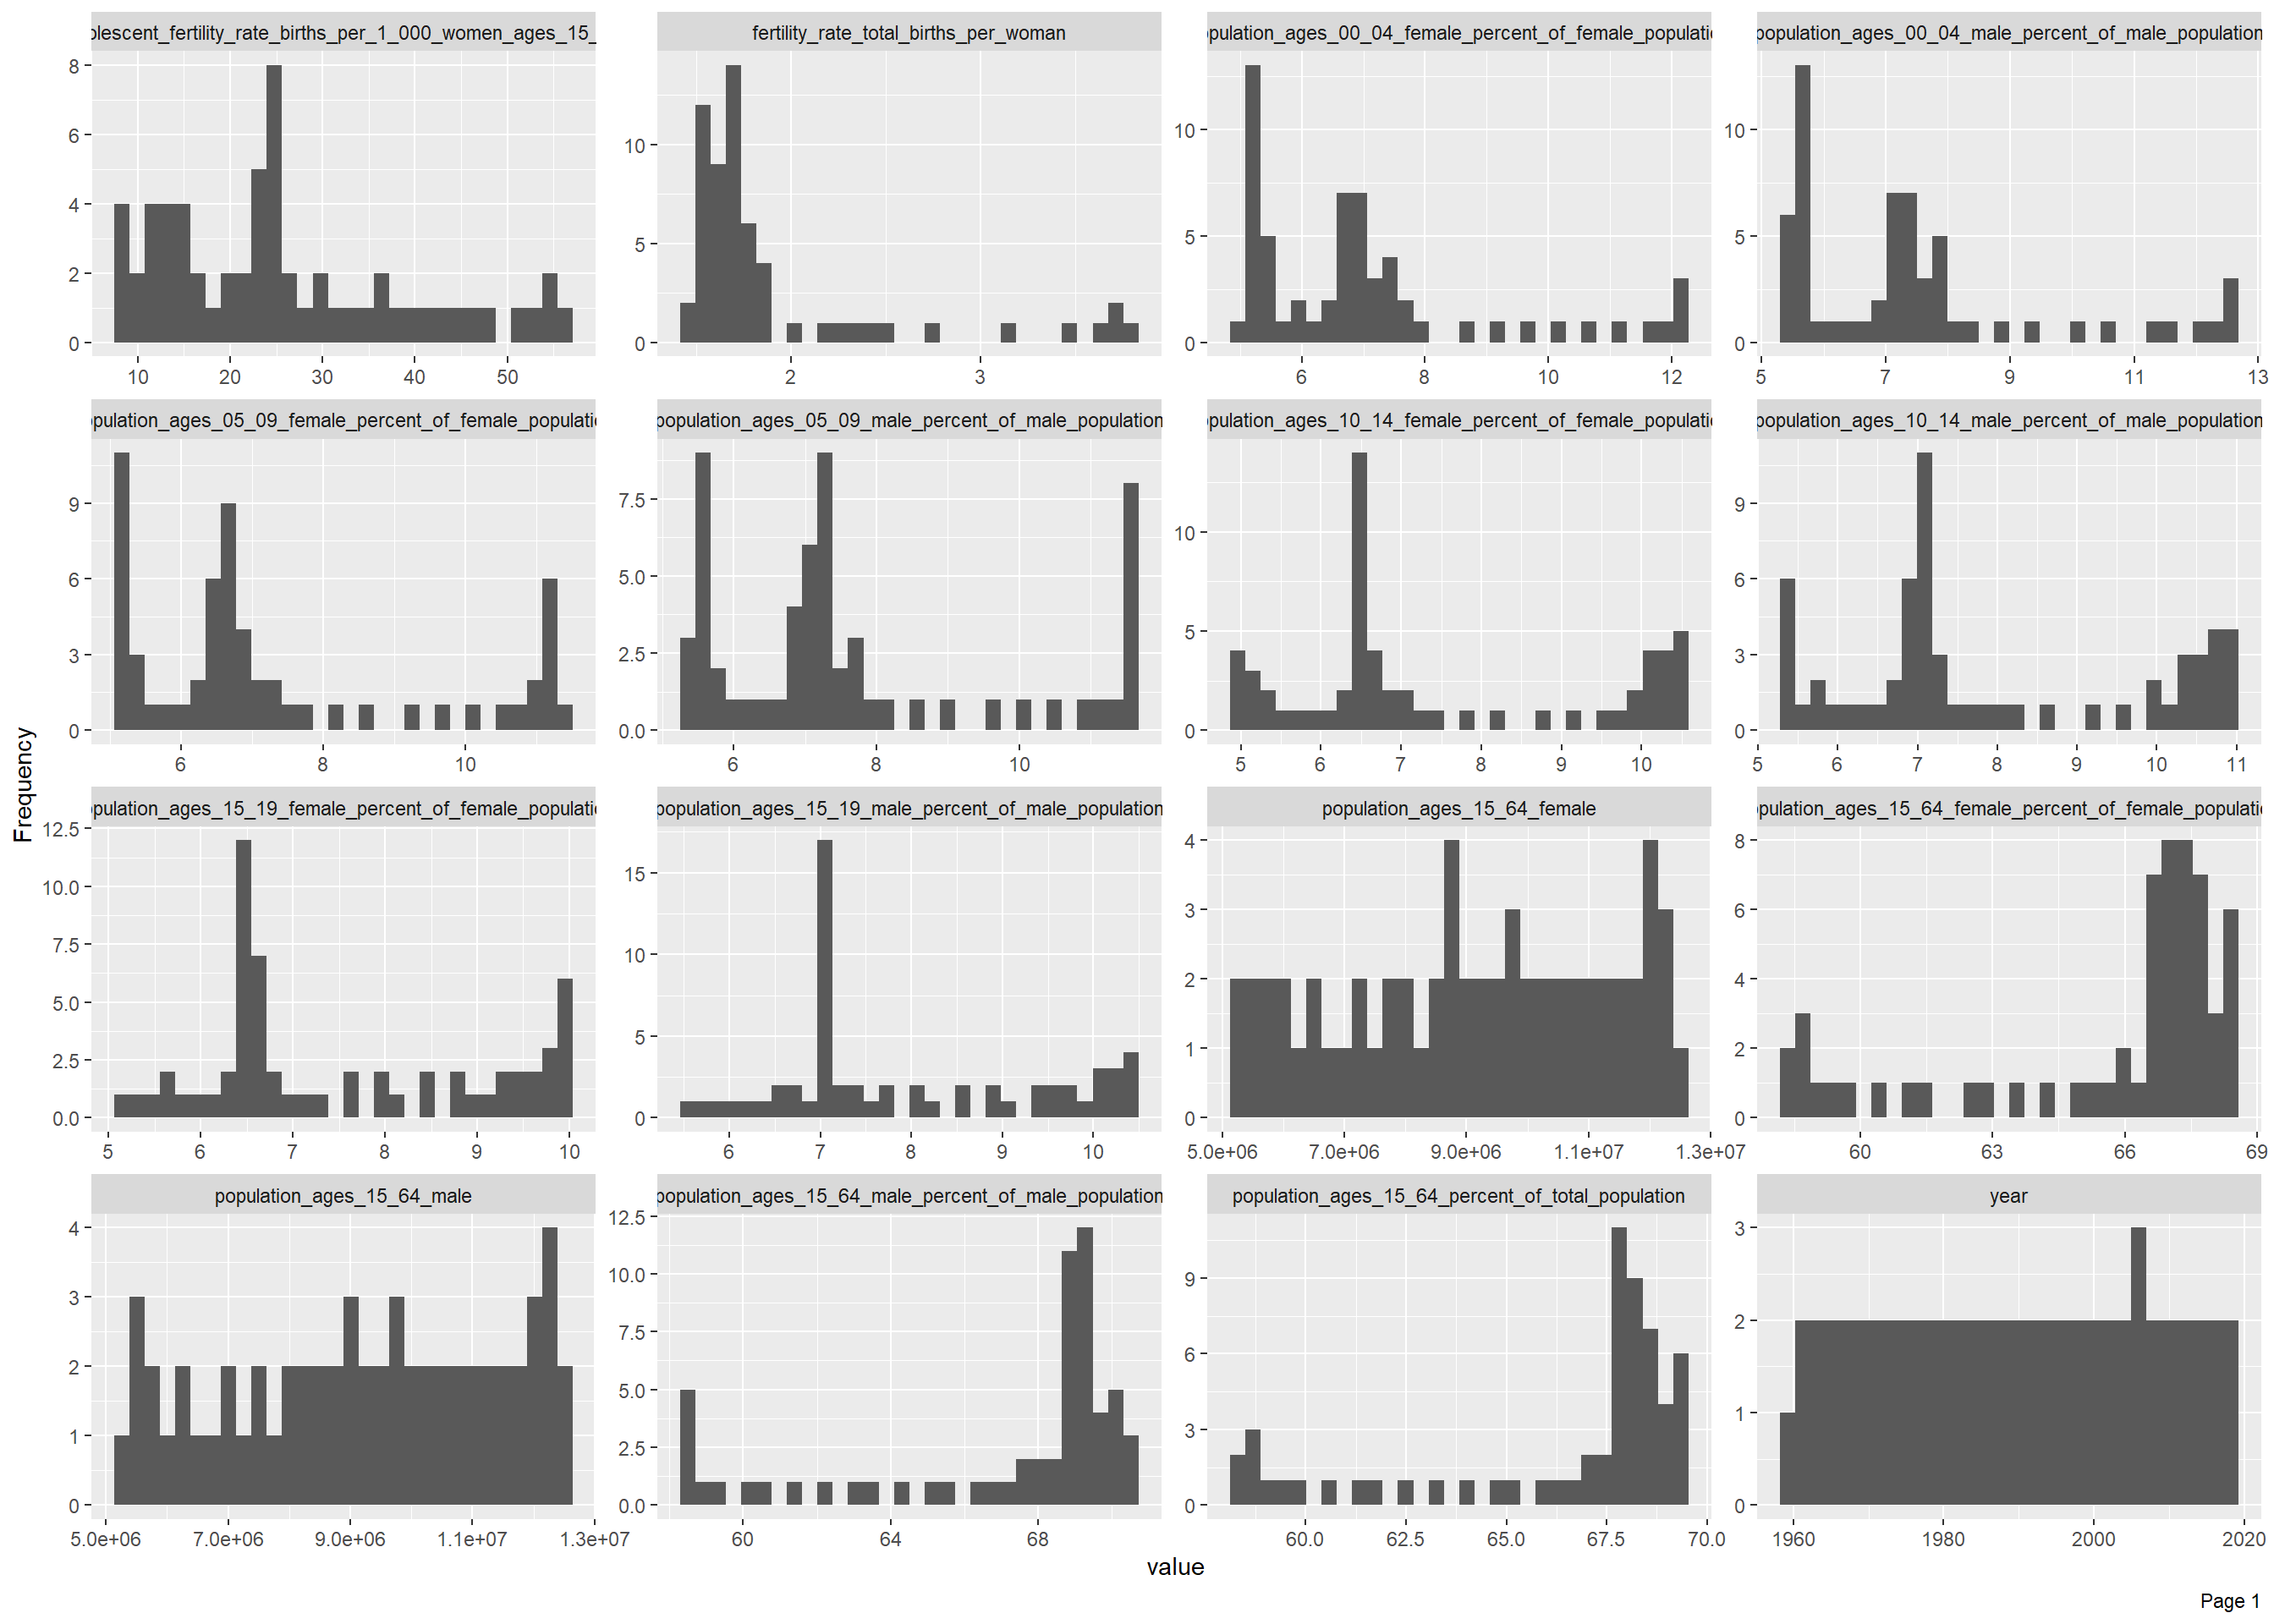 olescent_fertility_rate_births_per_1_000_women_ages_15_
8
6
4
2
0
10 20 30 40 50
fertility_rate_total_births_per_woman
10
5
0
2 3
opulation_ages_00_04_female_percent_of_female_populatio
10
5
0
6 8 10 12
population_ages_00_04_male_percent_of_male_population
10
5
0
5 7 9 11 13
opulation_ages_05_09_female_percent_of_female_populatio
9
6
3
0
6 8 10
population_ages_05_09_male_percent_of_male_population
7.5
5.0
2.5
0.0
6 8 10
opulation_ages_10_14_female_percent_of_female_populatio
10
5
0
5 6 7 8 9 10
population_ages_10_14_male_percent_of_male_population
9
6
3
0
5 6 7 8 9 10 11
opulation_ages_15_19_female_percent_of_female_populatio
12.5
10.0
7.5
5.0
2.5
0.0
5 6 7 8 9 10
population_ages_15_19_male_percent_of_male_population
15
10
5
0
6 7 8 9 10
population_ages_15_64_female
4
3
2
1
0
5.0e+06 7.0e+06 9.0e+06 1.1e+07 1.3e+07
opulation_ages_15_64_female_percent_of_female_populatio
8
6
4
2
0
60 63 66 69
population_ages_15_64_male
4
3
2
1
0
5.0e+06 7.0e+06 9.0e+06 1.1e+07 1.3e+07
population_ages_15_64_male_percent_of_male_population
12.5
10.0
7.5
5.0
2.5
0.0
60 64 68
population_ages_15_64_percent_of_total_population
9
6
3
0
60.0 62.5 65.0 67.5 70.0
year
3
2
1
0
1960 1980 2000 2020
Frequency
value
Page 1